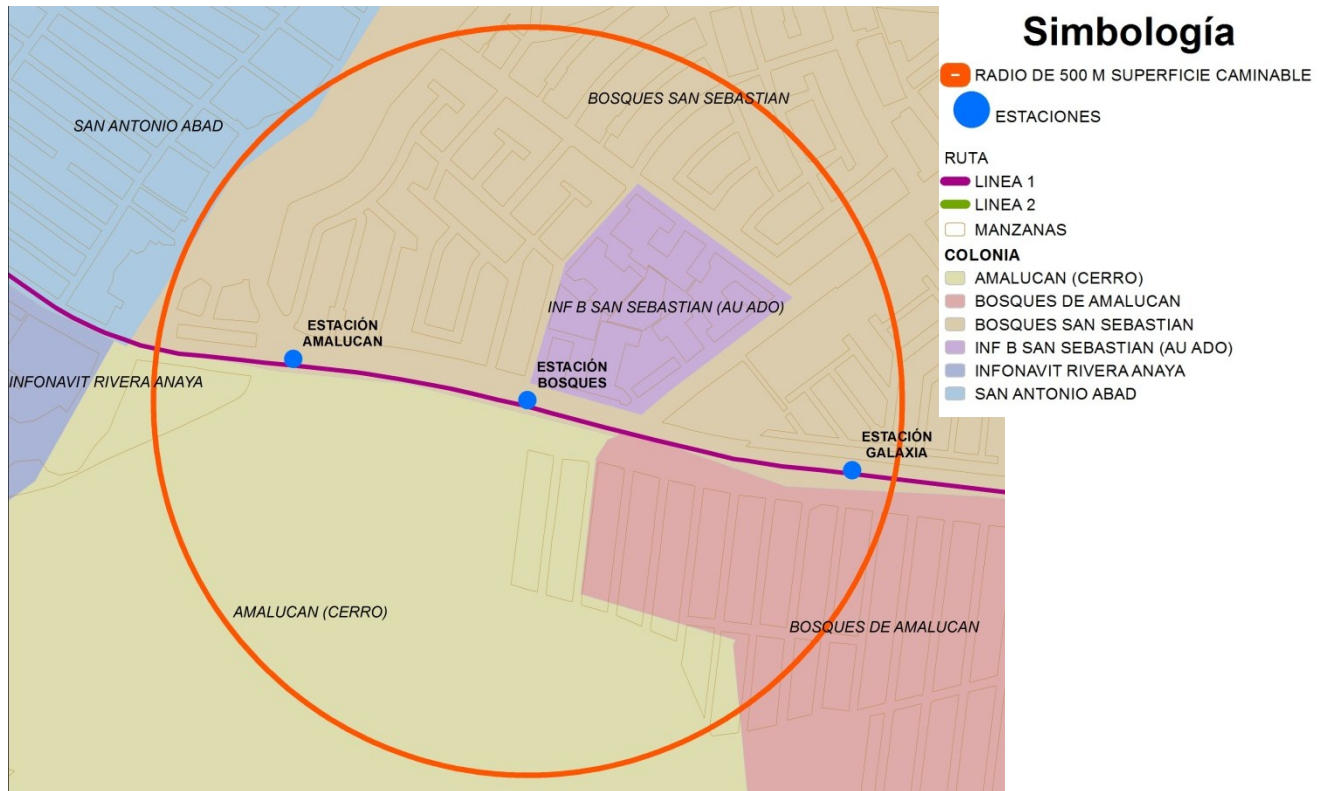 SAN ANTONIO ABAD
BOSQUES SAN SEBASTIAN
INF B SAN SEBASTIAN (AU ADO)
ESTACIÓN
AMALUCAN
ESTACIÓN
BOSQUES
INFONAVIT RIVERA ANAYA
ESTACIÓN
GALAXIA
AMALUCAN (CERRO)
BOSQUES DE AMALUCAN
Simbología
RADIO DE 500 M SUPERFICIE CAMINABLE
ESTACIONES
RUTA
LINEA 1
LINEA 2
MANZANAS
COLONIA
AMALUCAN (CERRO)
BOSQUES DE AMALUCAN
BOSQUES SAN SEBASTIAN
INF B SAN SEBASTIAN (AU ADO)
INFONAVIT RIVERA ANAYA
SAN ANTONIO ABAD